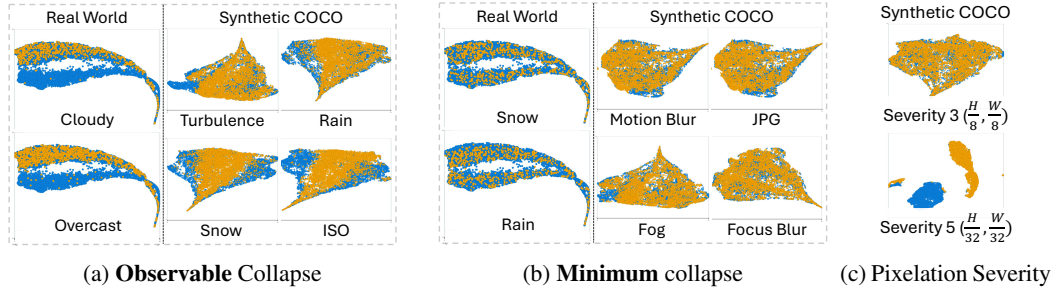 Real World
Synthetic COCO
Cloudy
Turbulence
Rain
Overcast
Snow
ISO
(a) Observable Collapse
Real World
Synthetic COCO
Snow
Motion Blur
JPG
Rain
Fog
Focus Blur
(b) Minimum collapse
Synthetic COCO
Severity 3 (H/8, W/8)
Severity 5 (H/32, W/32)
(c) Pixelation Severity